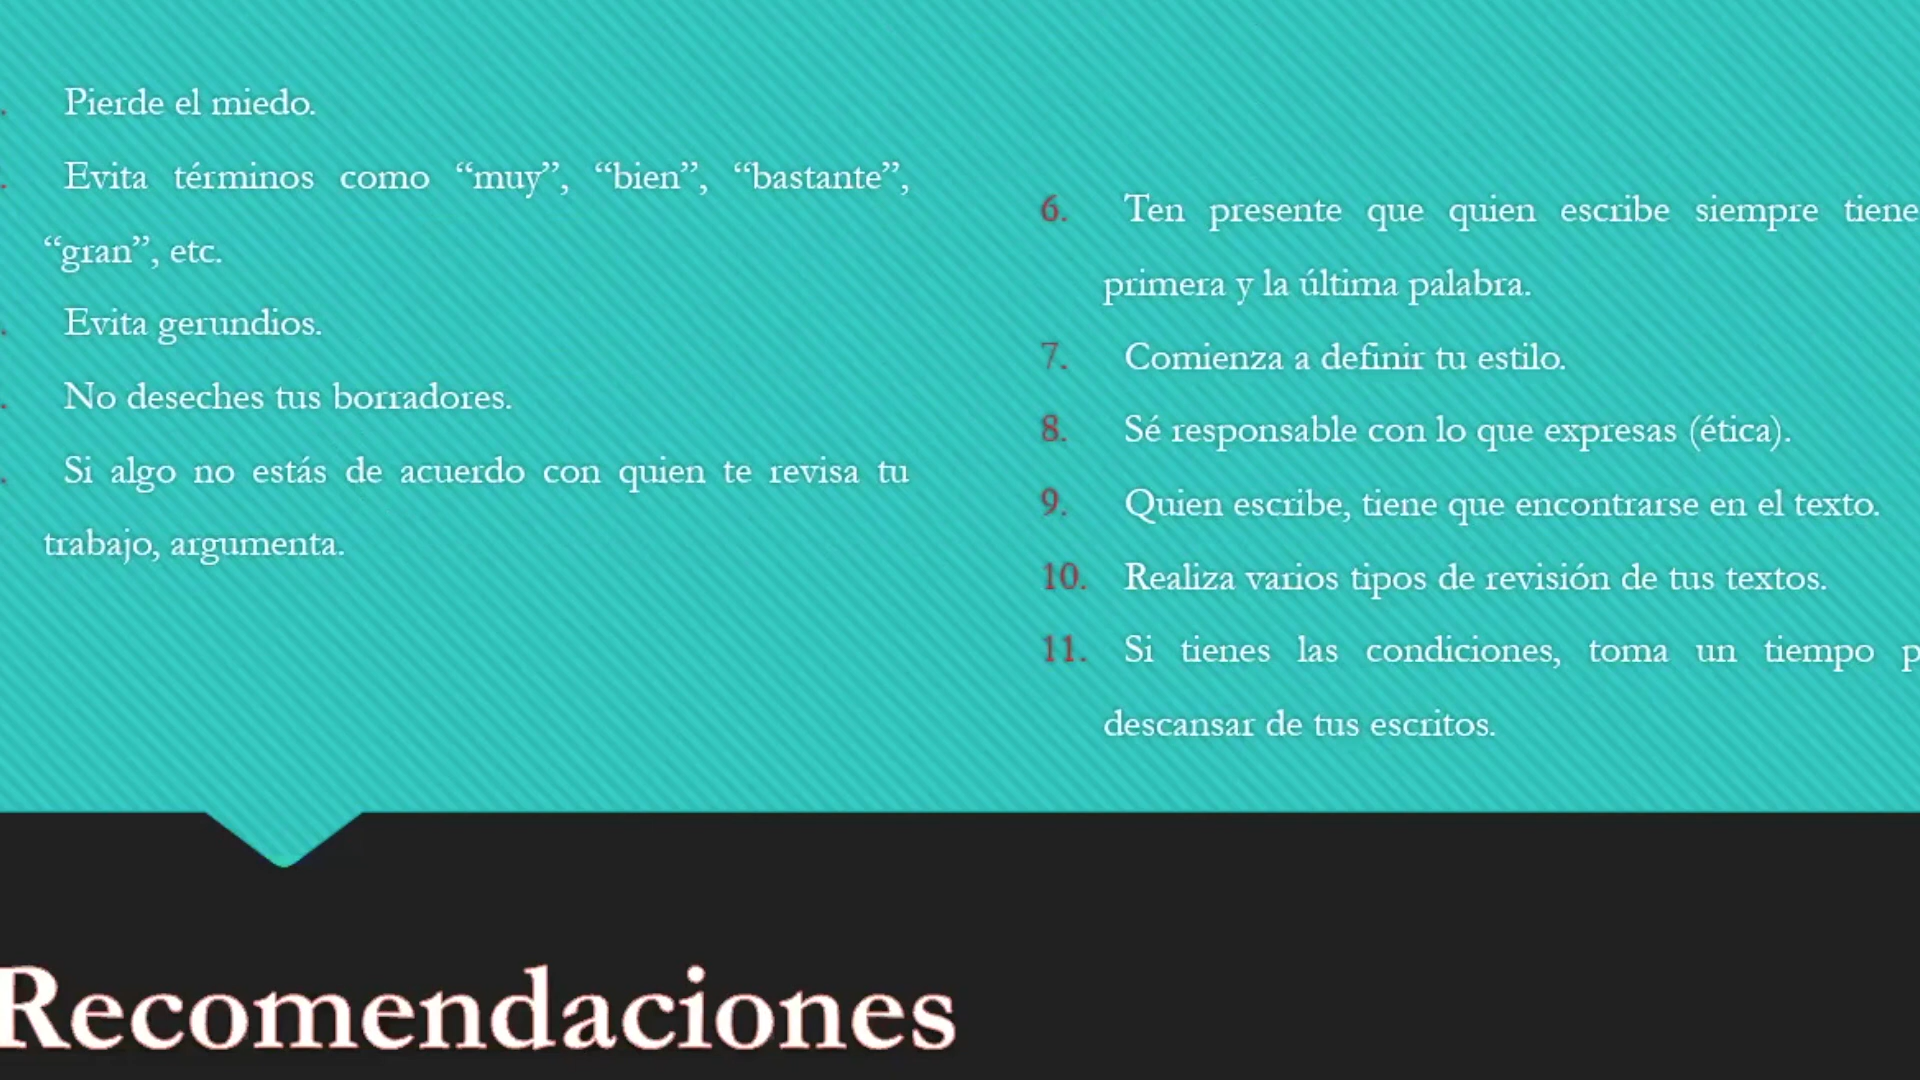 Pierde el miedo.
Evita términos como “muy”, “bien”, “bastante”,
“gran”, etc.
Evita gerundios.
No deseches tus borradores.
Si algo no estás de acuerdo con quien te revisa tu
trabajo, argumenta.
6. Ten presente que quien escribe siempre tiene
primera y la última palabra.
7. Comienza a definir tu estilo.
8. Sé responsable con lo que expresas (ética).
9. Quien escribe, tiene que encontrarse en el texto.
10. Realiza varios tipos de revisión de tus textos.
11. Si tienes las condiciones, toma un tiempo
descansar de tus escritos.
Recomendaciones